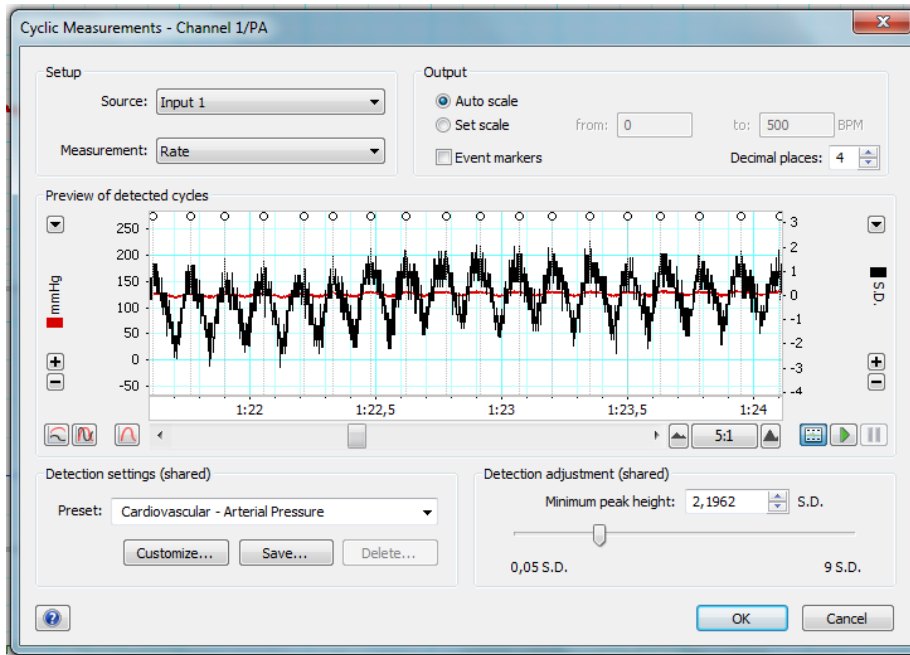 Cyclic Measurements - Channel 1/PA
X
Setup
Source: Input 1
Measurement: Rate
Output
Auto scale
Set scale from: 0 to: 500 BPM
Event markers Decimal places: 4
Preview of detected cycles
250
200
150
100
50
0
-50
mmHg
3
2
1
0
-1
-2
-3
-4
S.D.
1:22 1:22,5 1:23 1:23,5 1:24
5:1
Detection settings (shared)
Preset: Cardiovascular - Arterial Pressure
Customize... Save... Delete...
Detection adjustment (shared)
Minimum peak height: 2,1962 S.D.
0,05 S.D. 9 S.D.
?
OK Cancel